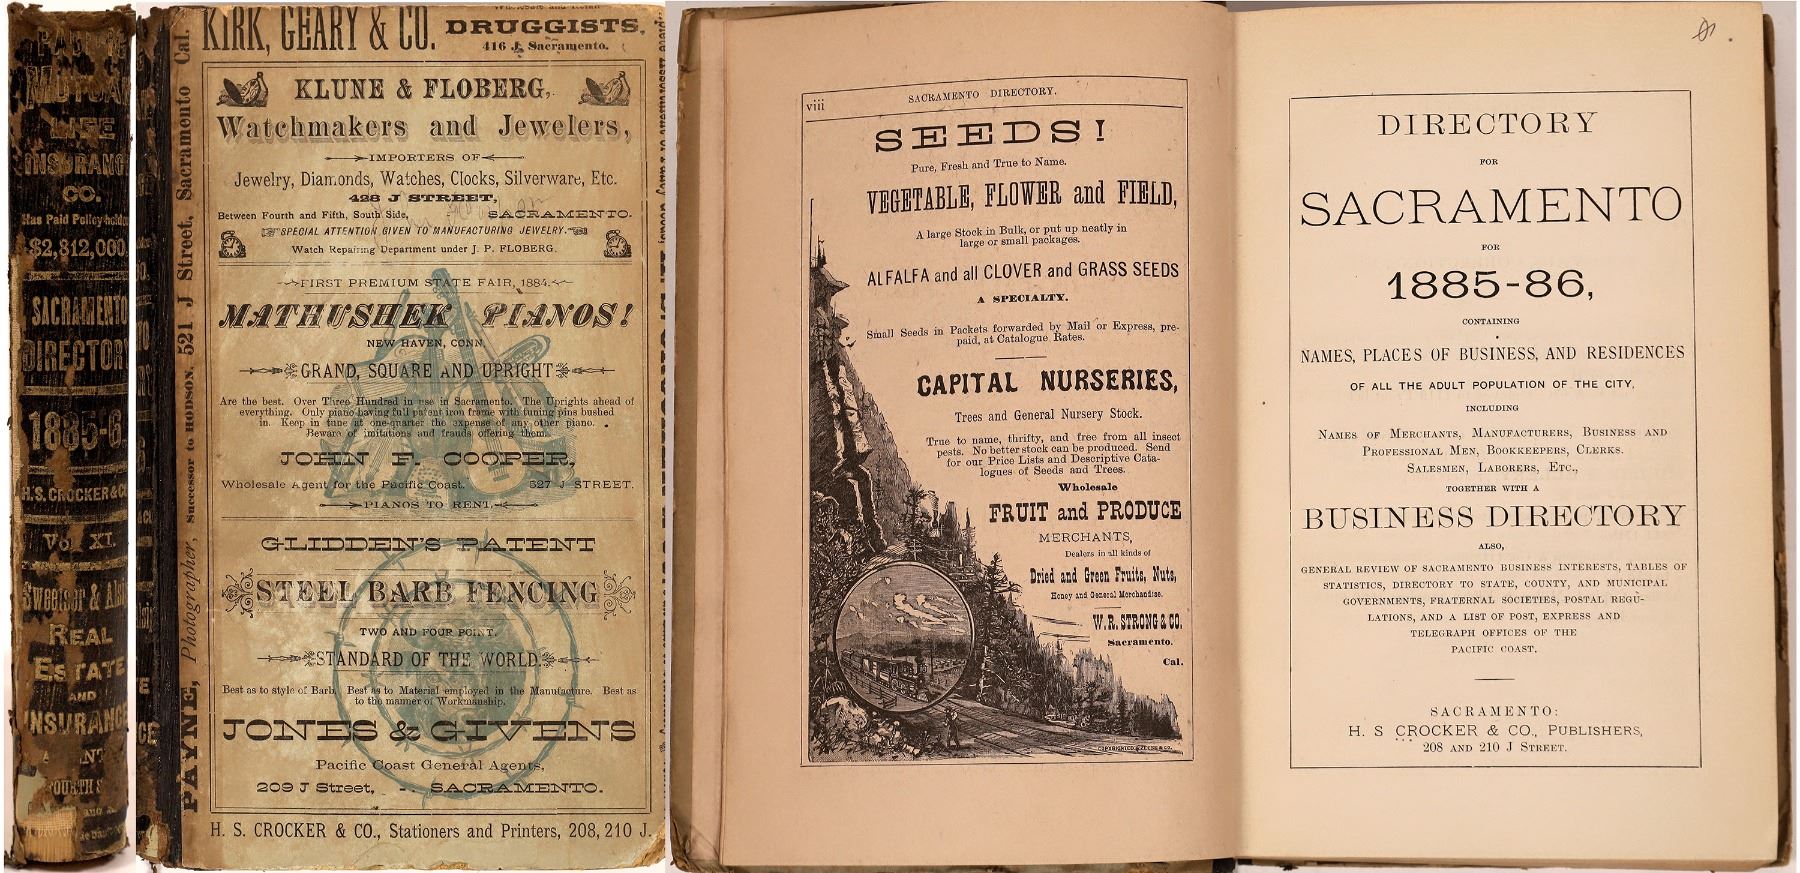 PACIFIC
MUTUAL
LIFE
INSURANCE
CO.
Has Paid Policy-holders
$2,812,000,
SACRAMENTO
DIRECTORY
1885-6
H.S. CROCKER & CO.
VOL. XI.
Sweetser & Alsip
REAL
ESTATE
AND
INSURANCE
PAYNE, Photographer, Successor to HODSON, 521 J Street, Sacramento Cal.
KIRK, GEARY & CO. DRUGGISTS,
416 J, Sacramento.
KLUNE & FLOBERG,
Watchmakers and Jewelers,
IMPORTERS OF
Jewelry, Diamonds, Watches, Clocks, Silverware, Etc.
428 J STREET,
Between Fourth and Fifth, South Side, - SACRAMENTO.
SPECIAL ATTENTION GIVEN TO MANUFACTURING JEWELRY.
Watch Repairing Department under J. P. FLOBERG.
FIRST PREMIUM STATE FAIR, 1884.
MATHUSHEK PIANOS!
NEW HAVEN, CONN.
GRAND, SQUARE AND UPRIGHT
Are the best. Over Three Hundred in use in Sacramento. The Uprights ahead of
everything. Only piano having full patent iron frame with tuning pins bushed
in. Keep in tune at one-quarter the expense of any other piano.
Beware of imitations and frauds offering them.
JOHN F. COOPER,
Wholesale Agent for the Pacific Coast. 527 J STREET.
PIANOS TO RENT.
GLIDDEN'S PATENT
STEEL BARB FENCING
TWO AND FOUR POINT.
STANDARD OF THE WORLD.
Best as to style of Barb. Best as to Material employed in the Manufacture. Best as
to the manner of Workmanship.
JONES & GIVENS
Pacific Coast General Agents,
209 J Street, - - SACRAMENTO.
H. S. CROCKER & CO., Stationers and Printers, 208, 210 J.
viii SACRAMENTO DIRECTORY.
SEEDS!
Pure, Fresh and True to Name.
VEGETABLE, FLOWER and FIELD,
A large Stock in Bulk, or put up neatly in
large or small packages.
ALFALFA and all CLOVER and GRASS SEEDS
A SPECIALTY.
Small Seeds in Packets forwarded by Mail or Express, pre-
paid, at Catalogue Rates.
CAPITAL NURSERIES,
Trees and General Nursery Stock.
True to name, thrifty, and free from all insect
pests. No better stock can be produced. Send
for our Price Lists and Descriptive Cata-
logues of Seeds and Trees.
Wholesale
FRUIT and PRODUCE
MERCHANTS,
Dealers in all kinds of
Dried and Green Fruits, Nuts,
Honey and General Merchandise.
W. R. STRONG & CO.
Sacramento.
Cal.
DIRECTORY
FOR
SACRAMENTO
FOR
1885-86,
CONTAINING
NAMES, PLACES OF BUSINESS, AND RESIDENCES
OF ALL THE ADULT POPULATION OF THE CITY,
INCLUDING
NAMES OF MERCHANTS, MANUFACTURERS, BUSINESS AND
PROFESSIONAL MEN, BOOKKEEPERS, CLERKS.
SALESMEN, LABORERS, ETC.,
TOGETHER WITH A
BUSINESS DIRECTORY
ALSO,
GENERAL REVIEW OF SACRAMENTO BUSINESS INTERESTS, TABLES OF
STATISTICS, DIRECTORY TO STATE, COUNTY, AND MUNICIPAL
GOVERNMENTS, FRATERNAL SOCIETIES, POSTAL REGU-
LATIONS, AND A LIST OF POST, EXPRESS AND
TELEGRAPH OFFICES OF THE
PACIFIC COAST.
SACRAMENTO:
H. S CROCKER & CO., PUBLISHERS,
208 AND 210 J STREET.